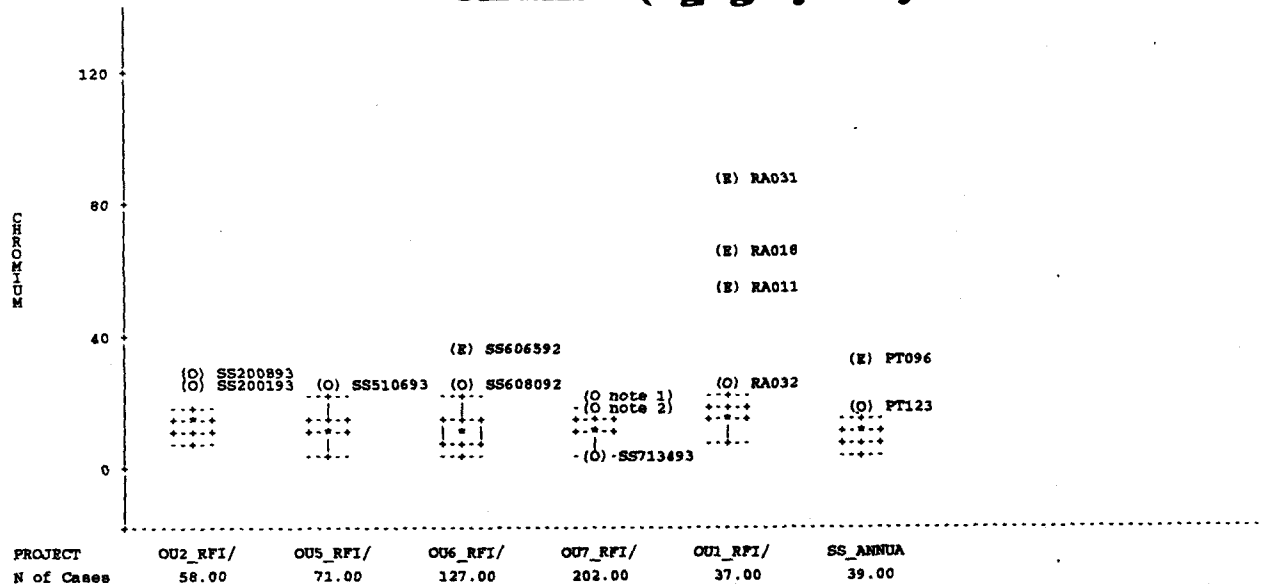 120
(E) RA031
80
CHROMIUM
(E) RA018
(E) RA011
40
(E) SS606592
(E) PT096
(O) SS200893
(O) SS200193
(O) SS510693
(O) SS608092
(O) RA032
(O note 1)
(O note 2)
(O) PT123
(O) SS713493
0
PROJECT OU2_RFI/ OU5_RFI/ OU6_RFI/ OU7_RFI/ OU1_RFI/ SS_ANNUA
N of Cases 58.00 71.00 127.00 202.00 37.00 39.00